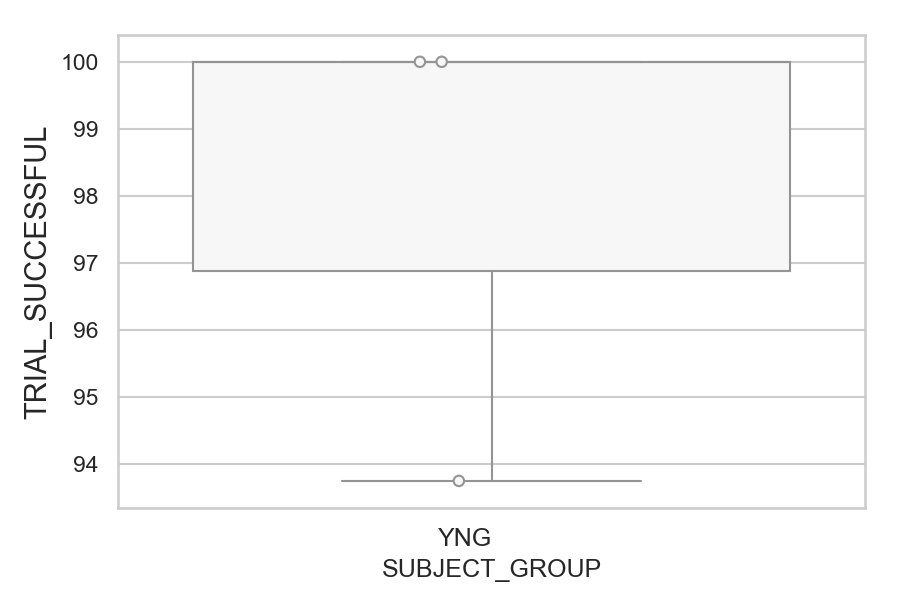 TRIAL_SUCCESSFUL
100
99
98
97
96
95
94
YNG
SUBJECT_GROUP